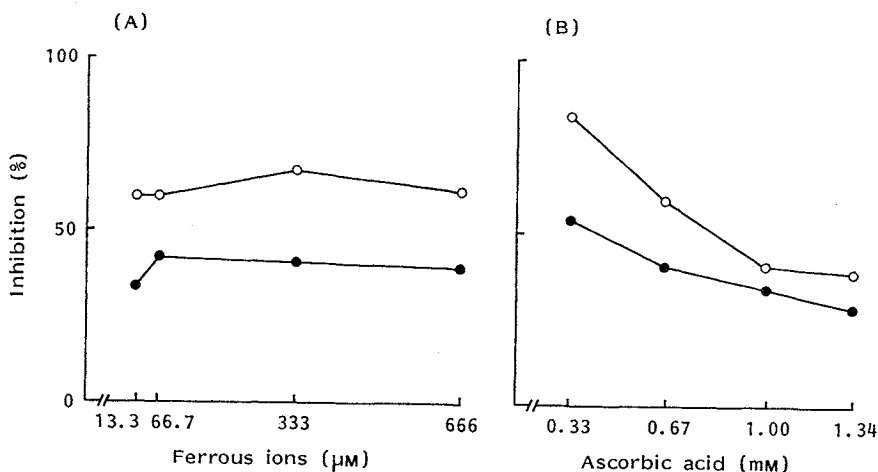 (A)
(B)
100
50
0
Inhibition (%)
13.3 66.7 333 666
Ferrous ions (μM)
0.33 0.67 1.00 1.34
Ascorbic acid (mM)